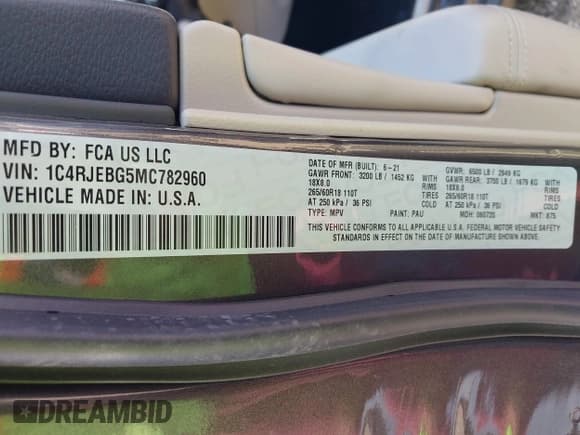 MFD BY: FCA US LLC
VIN: 1C4RJEBG5MC782960
VEHICLE MADE IN: U.S.A.
DATE OF MFR (BUILT): 6-21 GVWR: 6500 LB / 2949 KG
GAWR FRONT: 3200 LB / 1452 KG GAWR REAR: 3700 LB / 1679 KG
18X8.0 18X8.0
265/60R18 110T 265/60R18 110T
AT 250 kPa / 36 PSI COLD AT 250 kPa / 36 PSI COLD
TYPE: MPV PAINT: PAU MDH: 060720 MKT: 875
THIS VEHICLE CONFORMS TO ALL APPLICABLE U.S.A. FEDERAL MOTOR VEHICLE SAFETY
STANDARDS IN EFFECT ON THE DATE OF MANUFACTURE SHOWN ABOVE.
DREAMBID